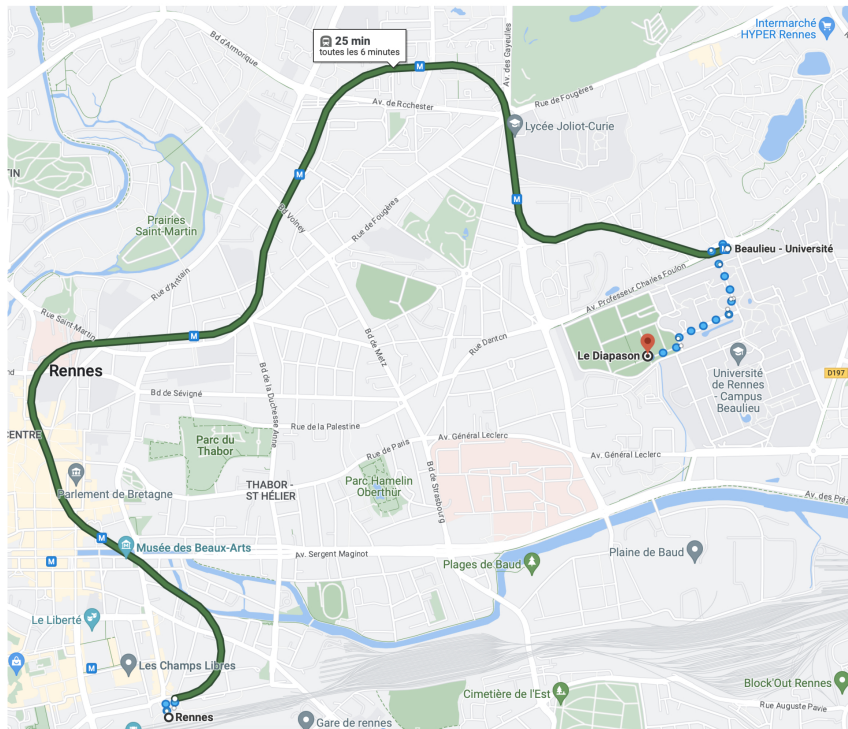 Intermarché
HYPER Rennes
Bd d'Armorique
25 min
toutes les 6 minutes
Av. des Gayeulles
M
Av. de Rochester
Rue de Fougères
Lycée Joliot-Curie
TIN
M
M
Prairies
Saint-Martin
Bd Volney
Rue de Fougères
Beaulieu - Université
Av. Professeur Charles Foulon
Rue d'Antrain
Rue Saint Martin
M
Rue Danton
Bd de Metz
Le Diapason
Rennes
Université
de Rennes
- Campus
Beaulieu
D197
Bd de Sévigné
Bd de la Duchesse Anne
Rue de la Palestine
CENTRE
Parc du
Thabor
Rue de Paris
Av. Général Leclerc
Av. Général Leclerc
THABOR -
ST HÉLIER
Parc Hamelin
Oberthür
Bd de Strasbourg
Parlement de Bretagne
Av. des Préa
M
Musée des Beaux-Arts
Av. Sergent Maginot
M
Plages de Baud
Plaine de Baud
Le Liberté
M
Les Champs Libres
Block'Out Rennes
Cimetière de l'Est
Rue Auguste Pavie
Rennes
Gare de rennes